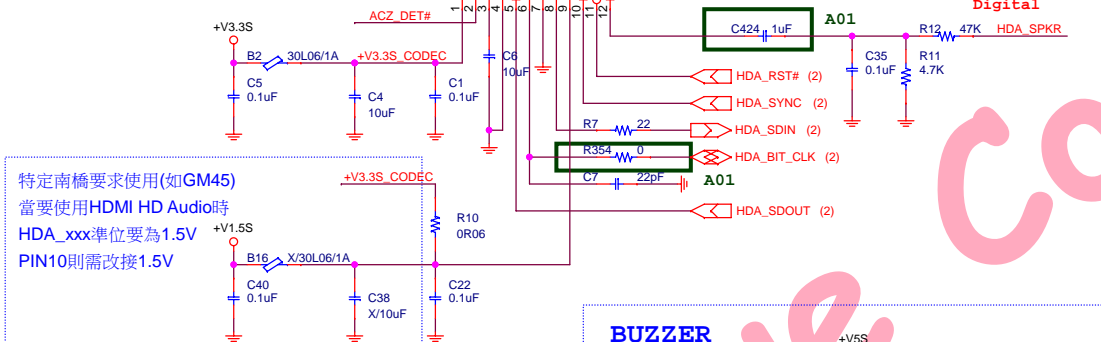 Digital
ACZ_DET#
1 2 3 4 5 6 7 8 9 10 11 12
+V3.3S
B2 30L06/1A
+V3.3S_CODEC
C6
10uF
C5
0.1uF
C4
10uF
C1
0.1uF
C424 1uF
A01
R12 47K
HDA_SPKR
C35
0.1uF
R11
4.7K
HDA_RST# (2)
HDA_SYNC (2)
R7 22
HDA_SDIN (2)
R354 0
HDA_BIT_CLK (2)
C7 22pF
A01
HDA_SDOUT (2)
特定南橋要求使用(如GM45)
當要使用HDMI HD Audio時
HDA_xxx準位要為1.5V
PIN10則需改接1.5V
+V3.3S_CODEC
R10
0R06
+V1.5S
B16 X/30L06/1A
C40
0.1uF
C38
X/10uF
C22
0.1uF
BUZZER
+V5S
Co